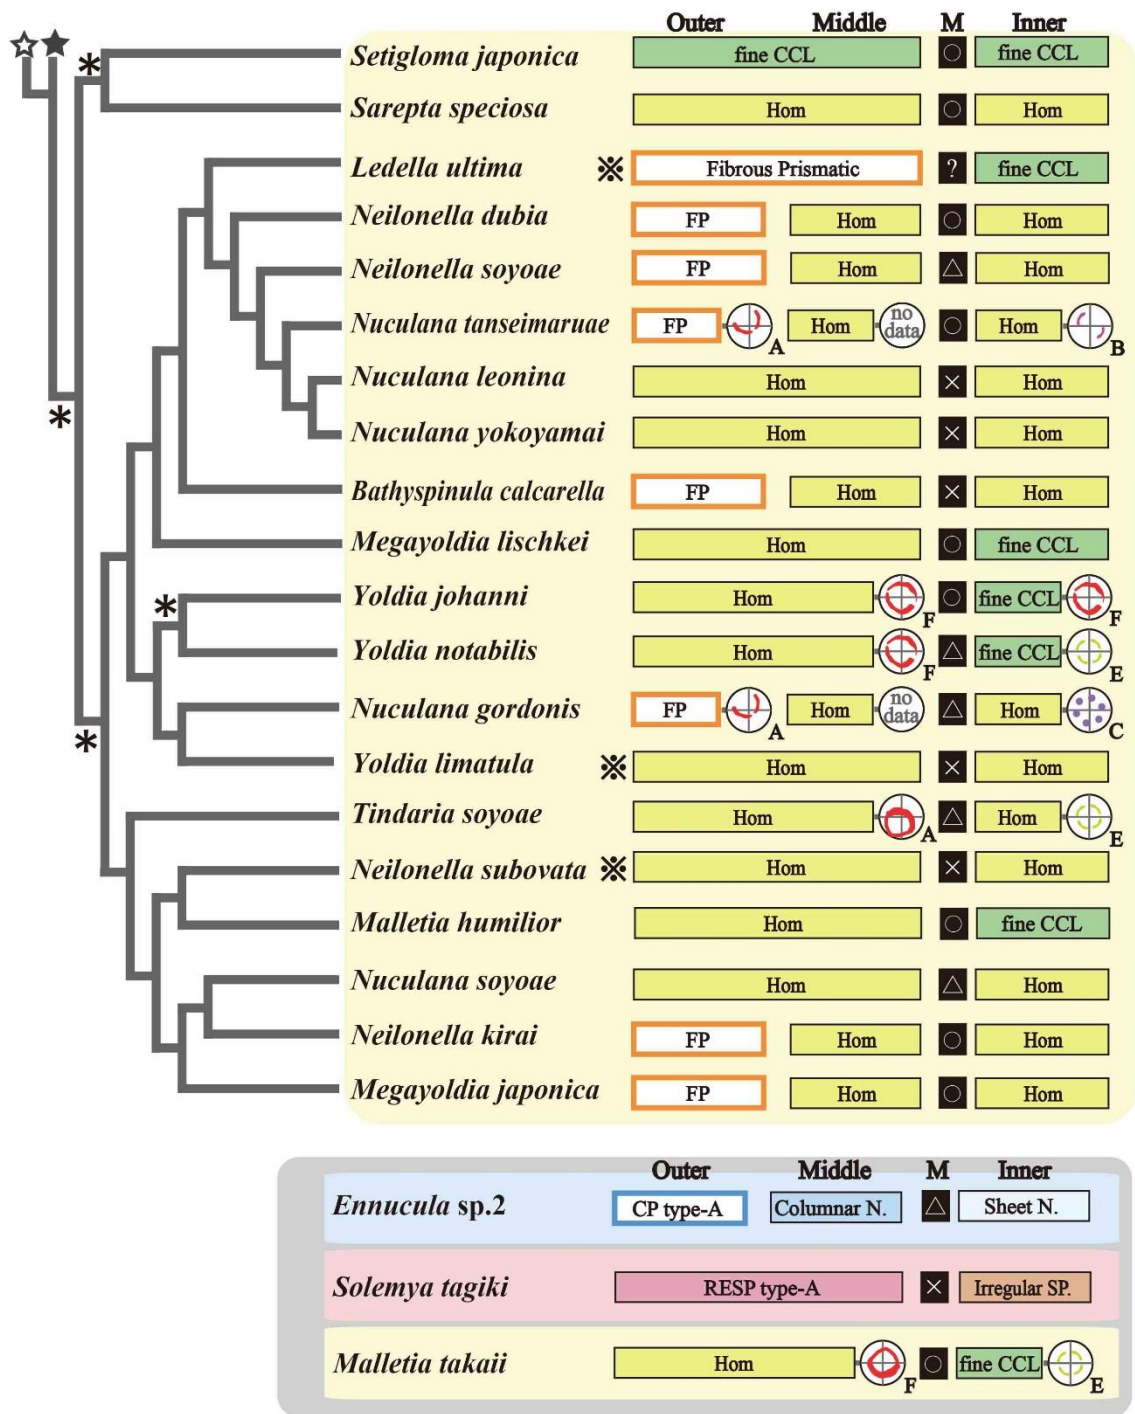 Outer Middle M Inner
Setigloma japonica fine CCL ○ fine CCL
Sarepta speciosa Hom ○ Hom
Ledella ultima ※ Fibrous Prismatic ? fine CCL
Neilonella dubia FP Hom ○ Hom
Neilonella soyoae FP Hom △ Hom
Nuculana tanseimaruae FP A Hom no data ○ Hom B
Nuculana leonina Hom × Hom
Nuculana yokoyamai Hom × Hom
Bathyspinula calcarella FP Hom × Hom
Megayoldia lischkei Hom ○ fine CCL
Yoldia johanni Hom F ○ fine CCL F
Yoldia notabilis Hom F △ fine CCL E
Nuculana gordonis FP A Hom no data △ Hom C
Yoldia limatula ※ Hom × Hom
Tindaria soyoae Hom A △ Hom E
Neilonella subovata ※ Hom × Hom
Malletia humilior Hom ○ fine CCL
Nuculana soyoae Hom △ Hom
Neilonella kirai FP Hom ○ Hom
Megayoldia japonica FP Hom ○ Hom
Outer Middle M Inner
Ennucula sp.2 CP type-A Columnar N. △ Sheet N.
Solemya tagiki RESP type-A × Irregular SP.
Malletia takaii Hom F ○ fine CCL E